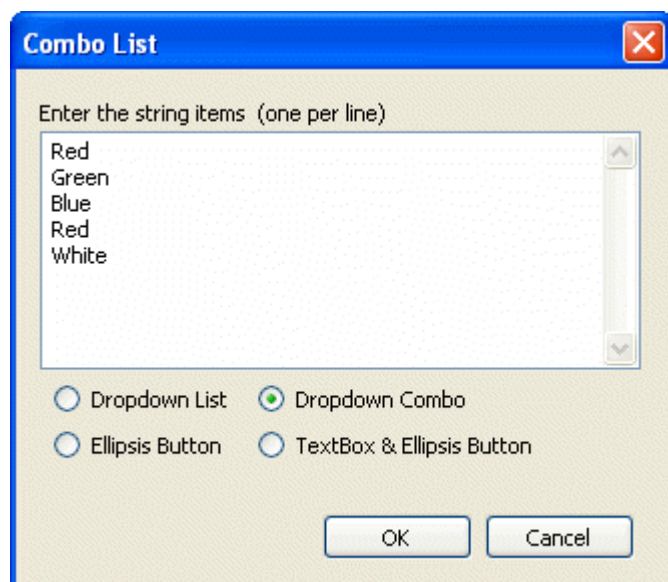 Combo List
Enter the string items (one per line)
Red
Green
Blue
Red
White
Dropdown List Dropdown Combo
Ellipsis Button TextBox & Ellipsis Button
OK Cancel